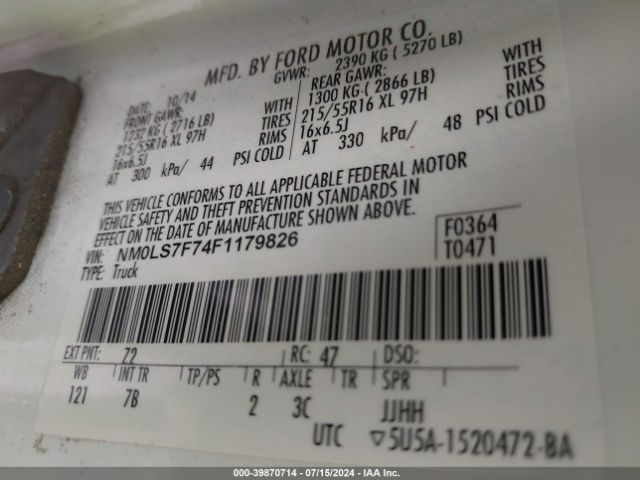 MFD. BY FORD MOTOR CO.
DATE: 10/14
GVWR: 2390 KG ( 5270 LB)
FRONT GAWR:
1232 KG ( 2716 LB) WITH
215/55R16 XL 97H TIRES
16x6.5J RIMS
AT 300 kPa/ 44 PSI COLD
REAR GAWR: WITH
1300 KG ( 2866 LB) TIRES
215/55R16 XL 97H RIMS
16x6.5J
AT 330 kPa/ 48 PSI COLD
THIS VEHICLE CONFORMS TO ALL APPLICABLE FEDERAL MOTOR
VEHICLE SAFETY AND THEFT PREVENTION STANDARDS IN
EFFECT ON THE DATE OF MANUFACTURE SHOWN ABOVE.
VIN: NM0LS7F74F1179826
TYPE: Truck
F0364
T0471
EXT PNT: Z2 RC: 47 DSO:
WB INT TR TP/PS R AXLE TR SPR
121 7B 2 3C JJHH
UTC ▽5U5A-1520472-BA
000-39870714 - 07/15/2024 - IAA Inc.